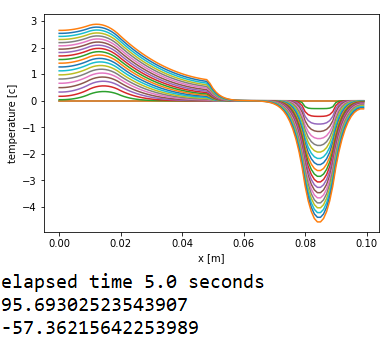 3
2
1
0
−1
−2
−3
−4
temperature [c]
0.00 0.02 0.04 0.06 0.08 0.10
x [m]
elapsed time 5.0 seconds
95.69302523543907
-57.36215642253989